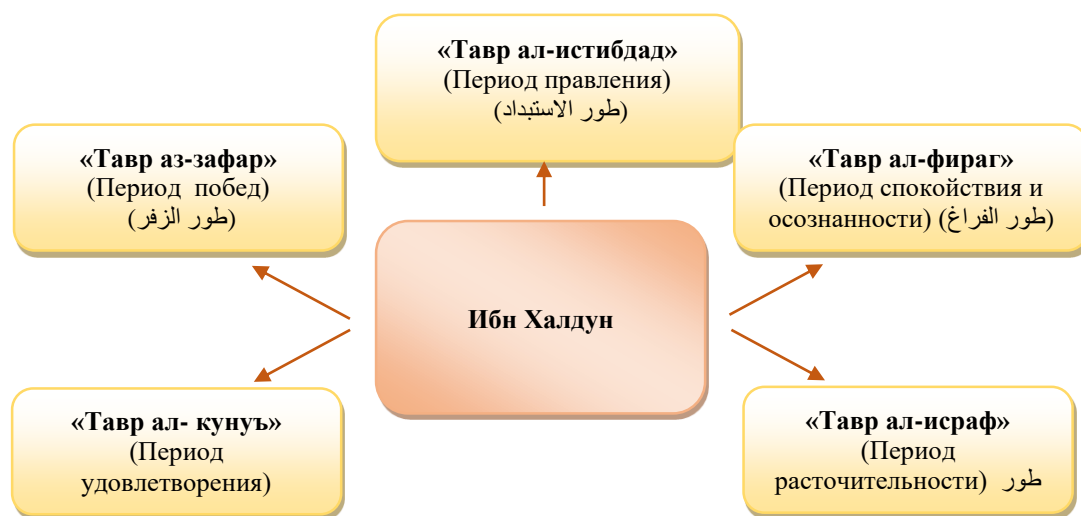 «Тавр ал-истибдад»
(Период правления)
(طور الاستبداد)
«Тавр аз-зафар»
(Период побед)
(طور الزفر)
«Тавр ал-фираг»
(Период спокойствия и
осознанности) (طور الفراغ)
Ибн Халдун
«Тавр ал- кунуъ»
(Период
удовлетворения)
«Тавр ал-исраф»
(Период
расточительности) طور